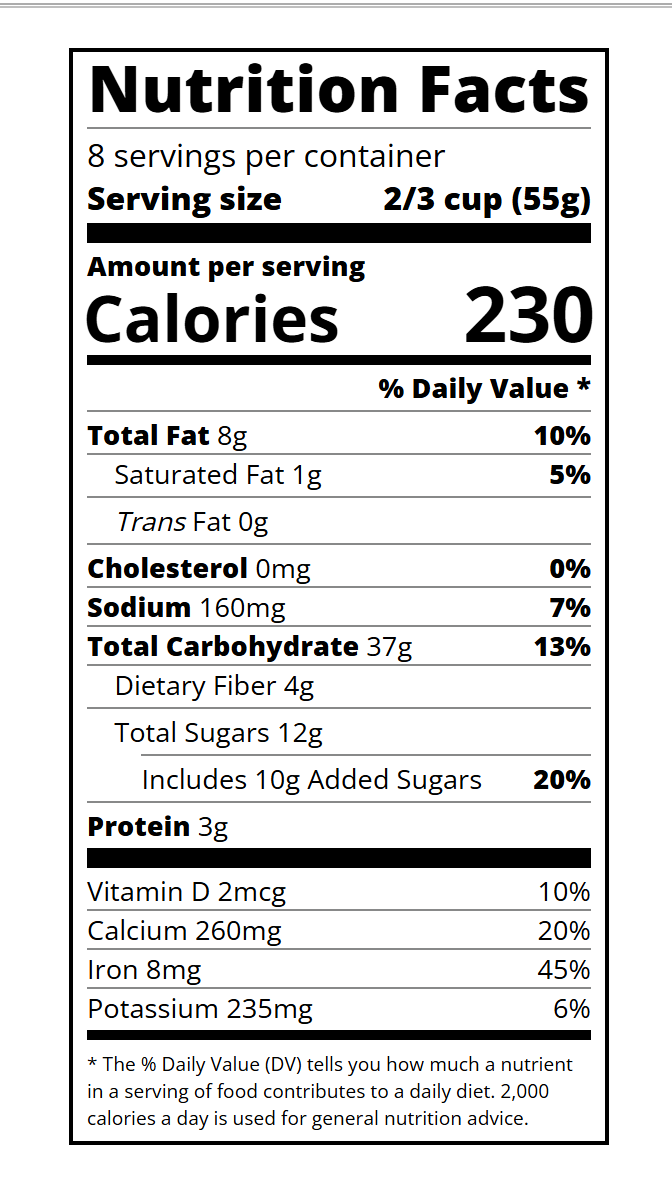 Nutrition Facts
8 servings per container
Serving size 2/3 cup (55g)
Amount per serving
Calories 230
% Daily Value *
Total Fat 8g 10%
Saturated Fat 1g 5%
Trans Fat 0g
Cholesterol 0mg 0%
Sodium 160mg 7%
Total Carbohydrate 37g 13%
Dietary Fiber 4g
Total Sugars 12g
Includes 10g Added Sugars 20%
Protein 3g
Vitamin D 2mcg 10%
Calcium 260mg 20%
Iron 8mg 45%
Potassium 235mg 6%
* The % Daily Value (DV) tells you how much a nutrient
in a serving of food contributes to a daily diet. 2,000
calories a day is used for general nutrition advice.